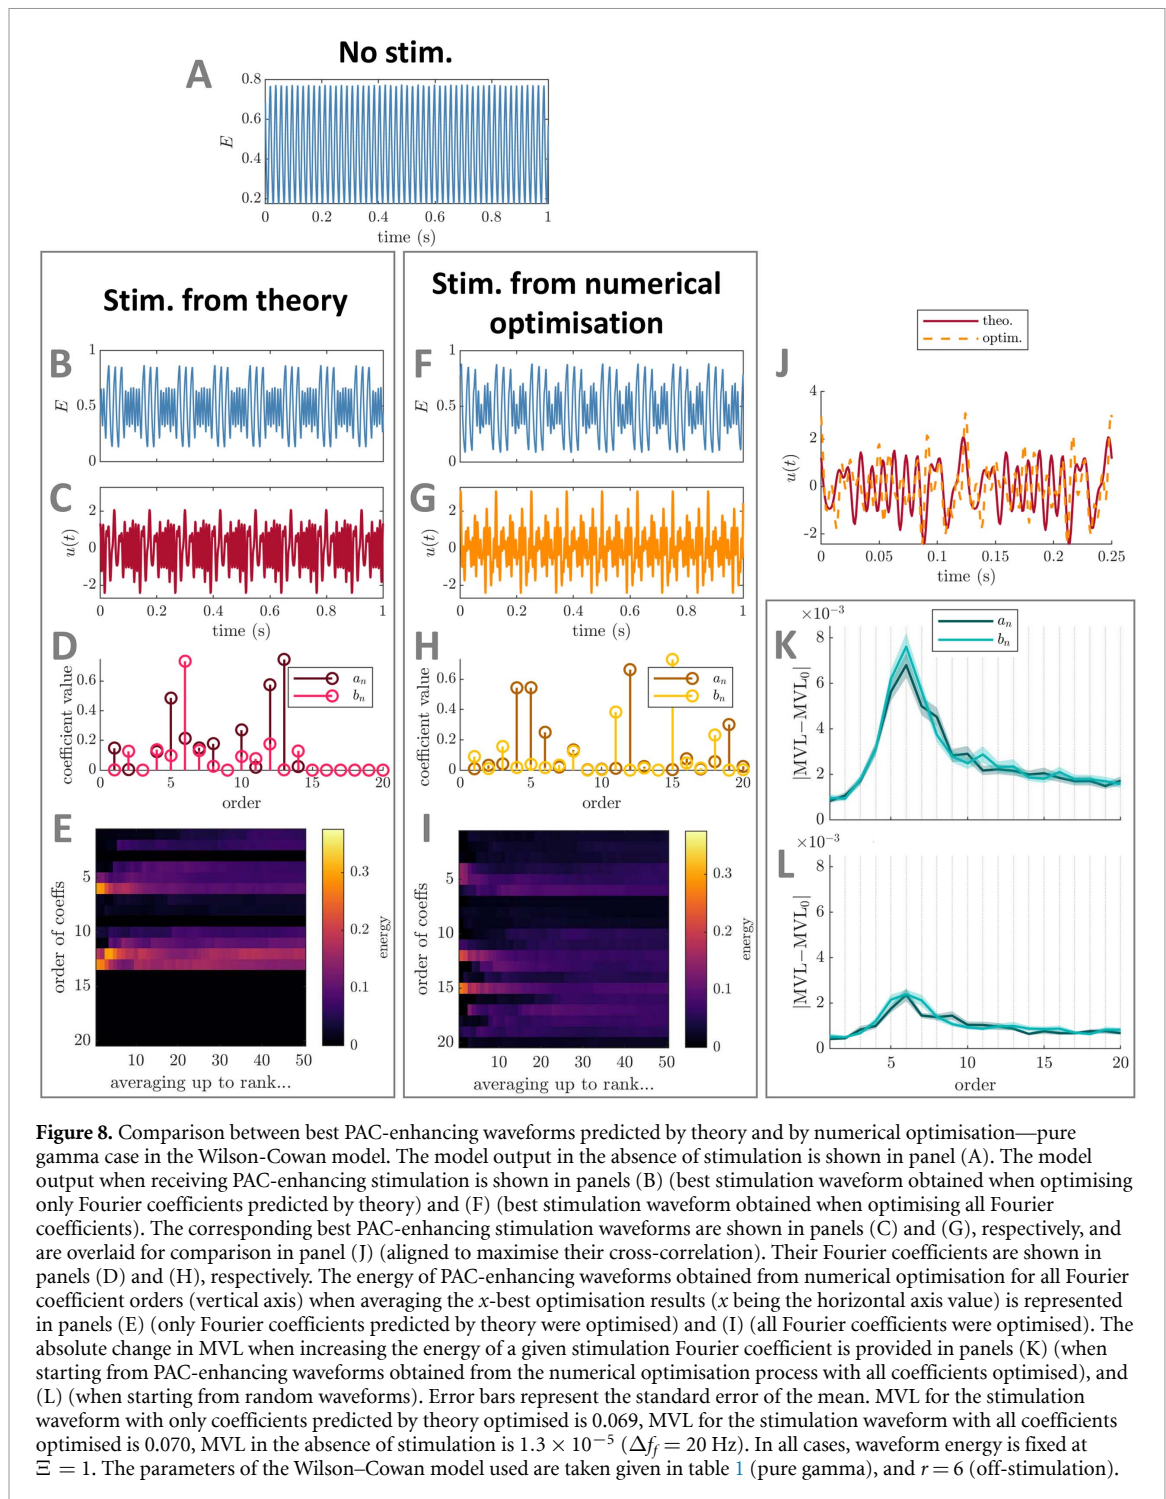 No stim.
A
0.8
0.6
0.4
0.2
E
0
0.2
0.4
0.6
0.8
1
time (s)
Stim. from theory
B
1
0.5
0
E
C
2
0
-2
u(t)
0
0.2
0.4
0.6
0.8
1
time (s)
D
0.6
0.4
0.2
0
coefficient value
a_n
b_n
0
5
10
15
20
order
E
5
10
15
20
order of coeffs
10
20
30
40
50
averaging up to rank...
0.3
0.2
0.1
0
energy
Stim. from numerical
optimisation
F
1
0.5
0
E
G
2
0
-2
u(t)
0
0.2
0.4
0.6
0.8
1
time (s)
H
0.6
0.4
0.2
0
coefficient value
a_n
b_n
0
5
10
15
20
order
I
5
10
15
20
order of coeffs
10
20
30
40
50
averaging up to rank...
0.3
0.2
0.1
0
energy
theo.
optim.
J
4
2
0
-2
u(t)
0
0.05
0.1
0.15
0.2
0.25
time (s)
K
×10⁻³
8
6
4
2
0
|MVL−MVL₀|
a_n
b_n
L
×10⁻³
8
6
4
2
0
|MVL−MVL₀|
5
10
15
20
order
Figure 8. Comparison between best PAC-enhancing waveforms predicted by theory and by numerical optimisation—pure
gamma case in the Wilson-Cowan model. The model output in the absence of stimulation is shown in panel (A). The model
output when receiving PAC-enhancing stimulation is shown in panels (B) (best stimulation waveform obtained when optimising
only Fourier coefficients predicted by theory) and (F) (best stimulation waveform obtained when optimising all Fourier
coefficients). The corresponding best PAC-enhancing stimulation waveforms are shown in panels (C) and (G), respectively, and
are overlaid for comparison in panel (J) (aligned to maximise their cross-correlation). Their Fourier coefficients are shown in
panels (D) and (H), respectively. The energy of PAC-enhancing waveforms obtained from numerical optimisation for all Fourier
coefficient orders (vertical axis) when averaging the x-best optimisation results (x being the horizontal axis value) is represented
in panels (E) (only Fourier coefficients predicted by theory were optimised) and (I) (all Fourier coefficients were optimised). The
absolute change in MVL when increasing the energy of a given stimulation Fourier coefficient is provided in panels (K) (when
starting from PAC-enhancing waveforms obtained from the numerical optimisation process with all coefficients optimised), and
(L) (when starting from random waveforms). Error bars represent the standard error of the mean. MVL for the stimulation
waveform with only coefficients predicted by theory optimised is 0.069, MVL for the stimulation waveform with all coefficients
optimised is 0.070, MVL in the absence of stimulation is 1.3 × 10⁻⁵ (Δf_f = 20 Hz). In all cases, waveform energy is fixed at
Ξ = 1. The parameters of the Wilson–Cowan model used are taken given in table 1 (pure gamma), and r = 6 (off-stimulation).